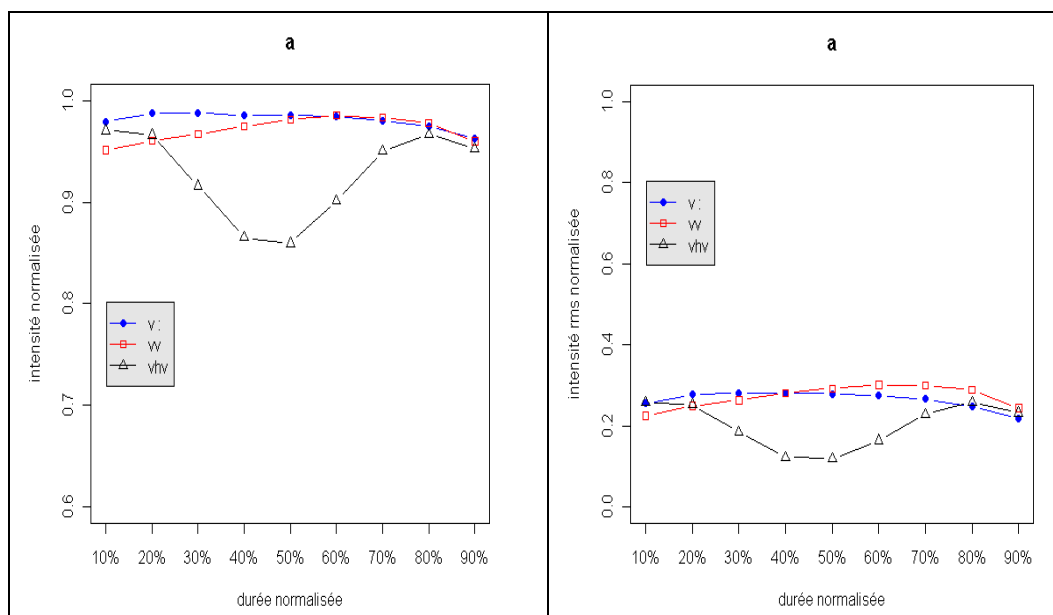 a
intensité normalisée
1.0
0.9
0.8
0.7
0.6
v :
vv
vhv
10% 20% 30% 40% 50% 60% 70% 80% 90%
durée normalisée
a
intensité rms normalisée
1.0
0.8
0.6
0.4
0.2
0.0
v :
vv
vhv
10% 20% 30% 40% 50% 60% 70% 80% 90%
durée normalisée